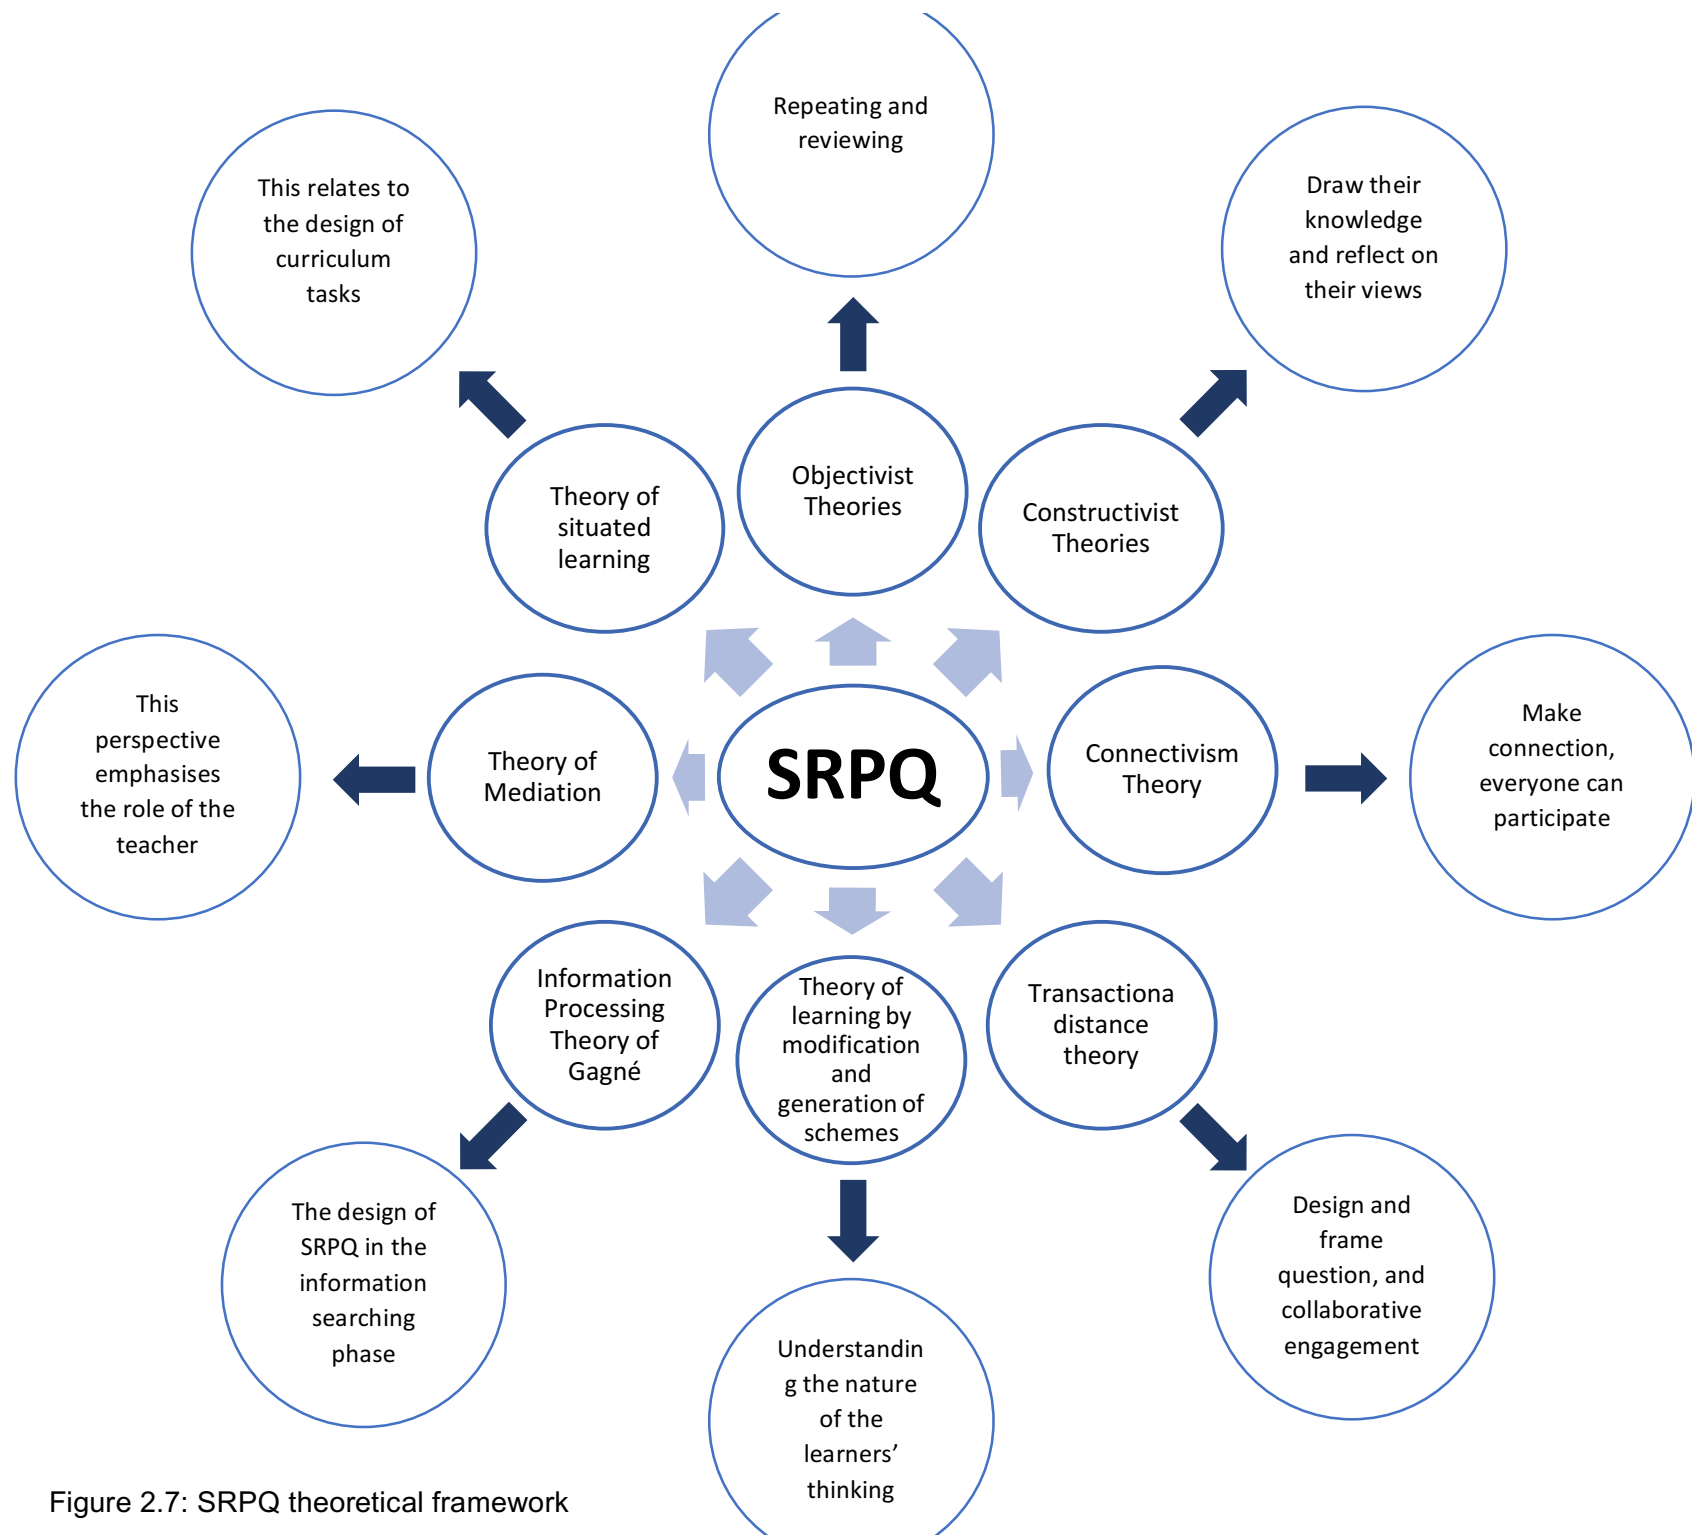 Repeating and
reviewing
This relates to
the design of
curriculum
tasks
Draw their
knowledge
and reflect on
their views
Objectivist
Theories
Theory of
situated
learning
Constructivist
Theories
This
perspective
emphasises
the role of the
teacher
Theory of
Mediation
SRPQ
Connectivism
Theory
Make
connection,
everyone can
participate
Information
Processing
Theory of
Gagné
Theory of
learning by
modification
and
generation of
schemes
Transactiona
distance
theory
The design of
SRPQ in the
information
searching
phase
Design and
frame
question, and
collaborative
engagement
Understandin
g the nature
of the
learners’
thinking
Figure 2.7: SRPQ theoretical framework